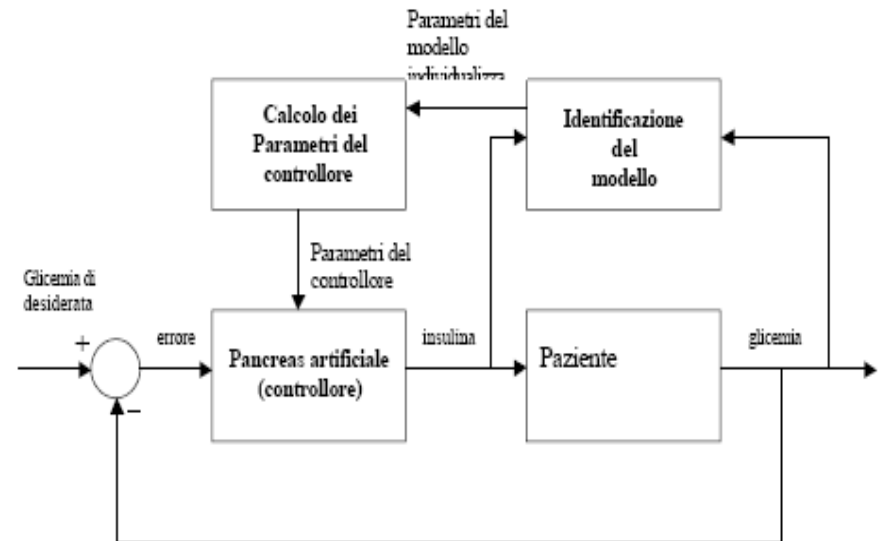 Parametri del
modello
Calcolo dei
Parametri del
controllore
Identificazione
del
modello
Parametri del
controllore
Glicemia di
desiderata
+
errore
Pancreas artificiale
(controllore)
insulina
Paziente
glicemia
−